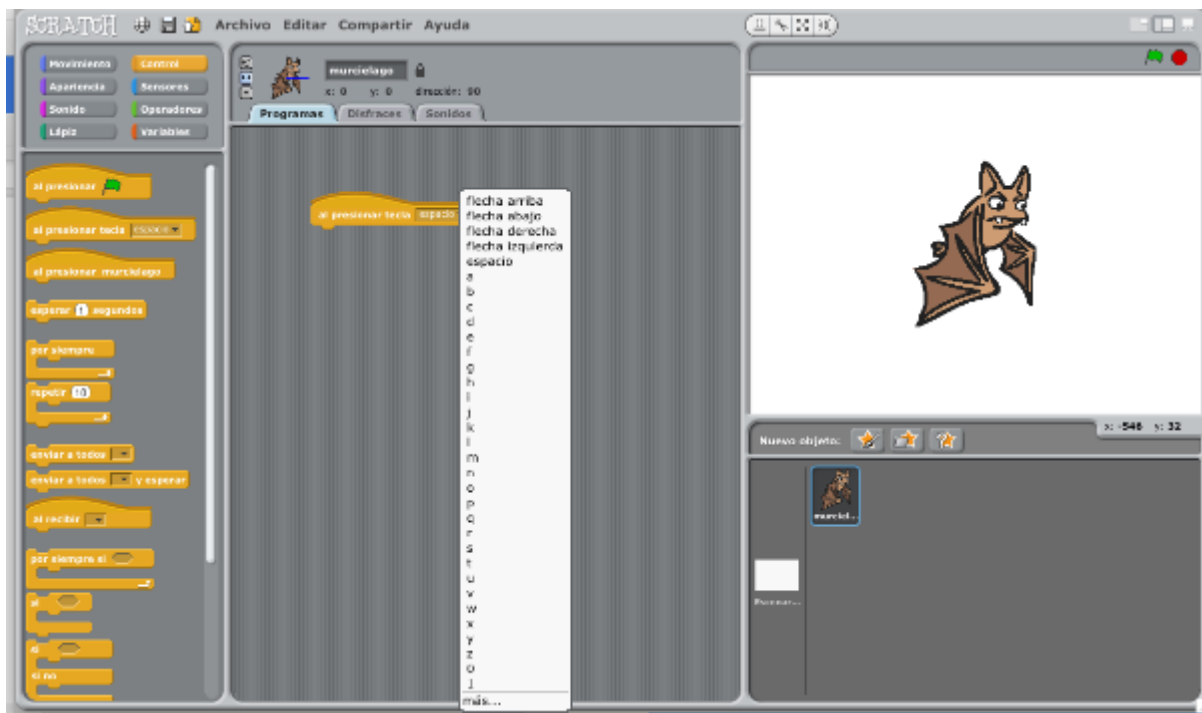 SCRATCH Archivo Editar Compartir Ayuda
Movimiento Control
Apariencia Sensores
Sonido Operadores
Lápiz Variables
murcielago
x: 0 y: 0 dirección: 90
Programas Disfraces Sonidos
al presionar
al presionar tecla espacio
al presionar murcielago
esperar 1 segundos
por siempre
repetir 10
enviar a todos
enviar a todos y esperar
al recibir
por siempre si
si
si
si no
al presionar tecla espacio
flecha arriba
flecha abajo
flecha derecha
flecha izquierda
espacio
a
b
c
d
e
f
g
h
i
j
k
l
m
n
o
p
q
r
s
t
u
v
w
x
y
z
0
1
más...
x: -546 y: 32
Nuevo objeto:
murciel...
Escenar...